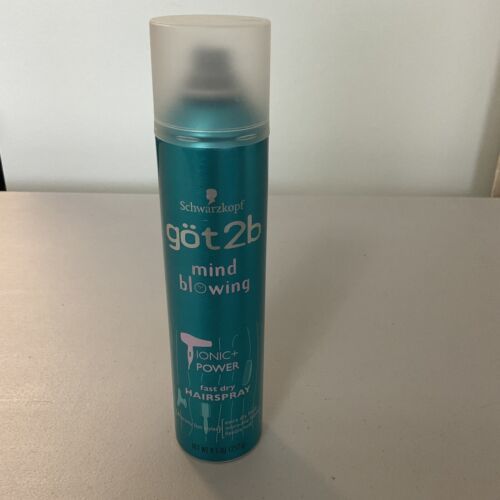 Schwarzkopf
göt2b
mind
blowing
IONIC+
POWER
fast dry
HAIRSPRAY